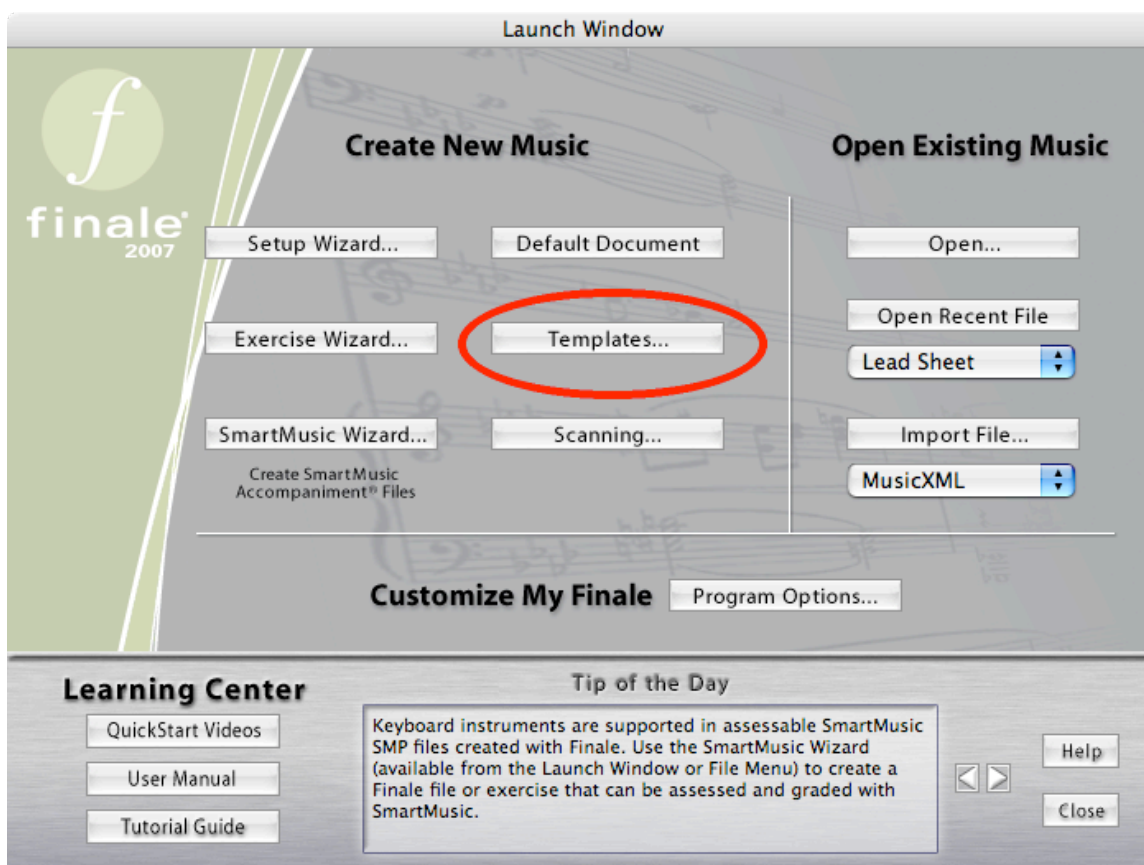 Launch Window
f
finale®
2007
Create New Music
Setup Wizard...
Default Document
Exercise Wizard...
Templates...
SmartMusic Wizard...
Scanning...
Create SmartMusic
Accompaniment® Files
Open Existing Music
Open...
Open Recent File
Lead Sheet
Import File...
MusicXML
Customize My Finale
Program Options...
Learning Center
QuickStart Videos
User Manual
Tutorial Guide
Tip of the Day
Keyboard instruments are supported in assessable SmartMusic
SMP files created with Finale. Use the SmartMusic Wizard
(available from the Launch Window or File Menu) to create a
Finale file or exercise that can be assessed and graded with
SmartMusic.
Help
Close